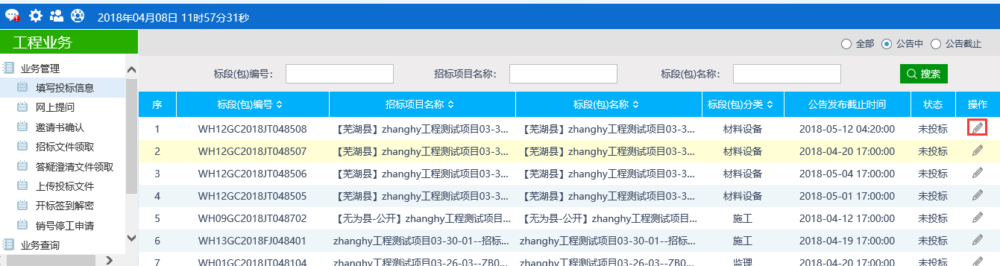 2018年04月08日 11时57分31秒
工程业务
全部 公告中 公告截止
业务管理
填写投标信息
网上提问
邀请书确认
招标文件领取
答疑澄清文件领取
上传投标文件
开标签到解密
销号停工申请
业务查询
标段(包)编号： 招标项目名称： 标段(包)名称： 搜索
序 标段(包)编号 招标项目名称 标段(包)名称 标段(包)分类 公告发布截止时间 状态 操作
1 WH12GC2018JT048508 【芜湖县】zhanghy工程测试项目03-3... 【芜湖县】zhanghy工程测试项目03-3... 材料设备 2018-05-12 04:20:00 未投标
2 WH12GC2018JT048507 【芜湖县】zhanghy工程测试项目03-3... 【芜湖县】zhanghy工程测试项目03-3... 材料设备 2018-04-20 17:00:00 未投标
3 WH12GC2018JT048506 【芜湖县】zhanghy工程测试项目03-3... 【芜湖县】zhanghy工程测试项目03-3... 材料设备 2018-05-04 17:00:00 未投标
4 WH12GC2018JT048505 【芜湖县】zhanghy工程测试项目03-3... 【芜湖县】zhanghy工程测试项目03-3... 材料设备 2018-05-01 17:00:00 未投标
5 WH09GC2018JT048702 【无为县-公开】zhanghy工程测试项目... 【无为县-公开】zhanghy工程测试项目... 施工 2018-04-12 17:00:00 未投标
6 WH13GC2018FJ048401 zhanghy工程测试项目03-30-01--招标... zhanghy工程测试项目03-30-01--招标... 施工 2018-04-19 17:00:00 未投标
7 WH01GC2018JT048104 zhanghy工程测试项目03-26-03--ZB0... zhanghy工程测试项目03-26-03--ZB0... 监理 2018-04-20 17:00:00 未投标